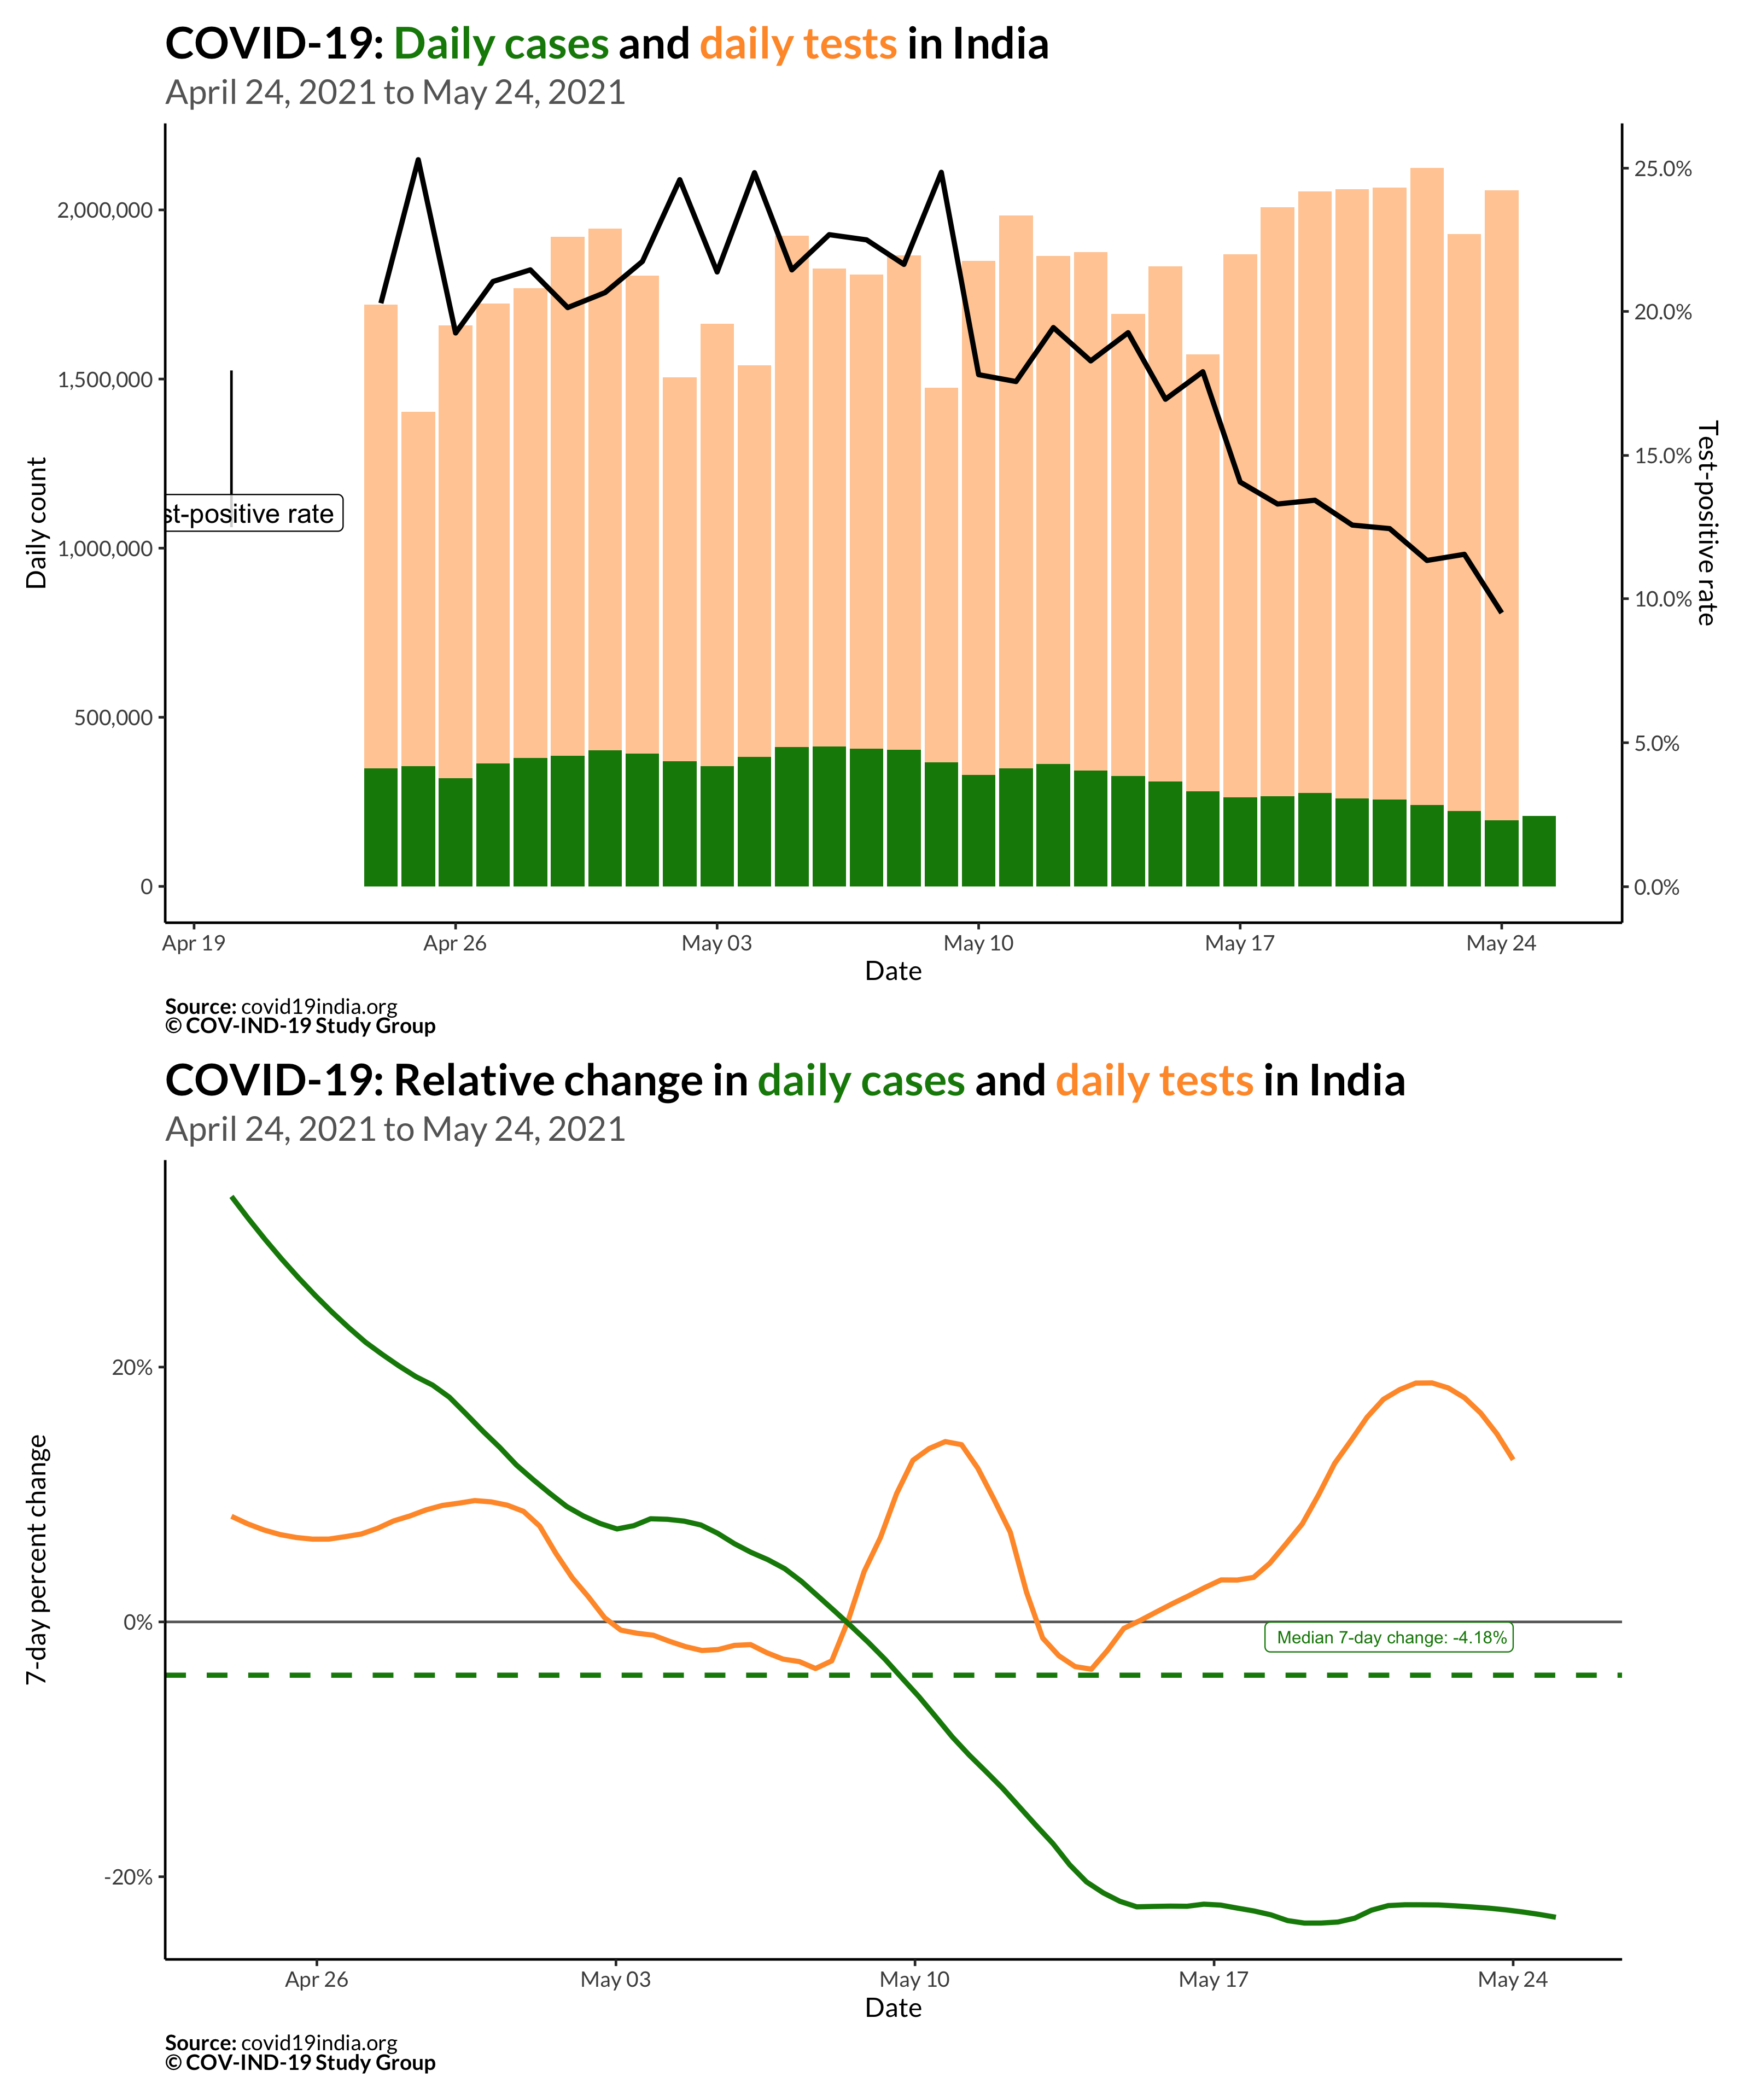 COVID-19: Daily cases and daily tests in India
April 24, 2021 to May 24, 2021
2,000,000
1,500,000
1,000,000
500,000
0
Daily count
st-positive rate
25.0%
20.0%
15.0%
10.0%
5.0%
0.0%
Test-positive rate
Apr 19 Apr 26 May 03 May 10 May 17 May 24
Date
Source: covid19india.org
© COV-IND-19 Study Group
COVID-19: Relative change in daily cases and daily tests in India
April 24, 2021 to May 24, 2021
20%
0%
-20%
7-day percent change
Median 7-day change: -4.18%
Apr 26 May 03 May 10 May 17 May 24
Date
Source: covid19india.org
© COV-IND-19 Study Group